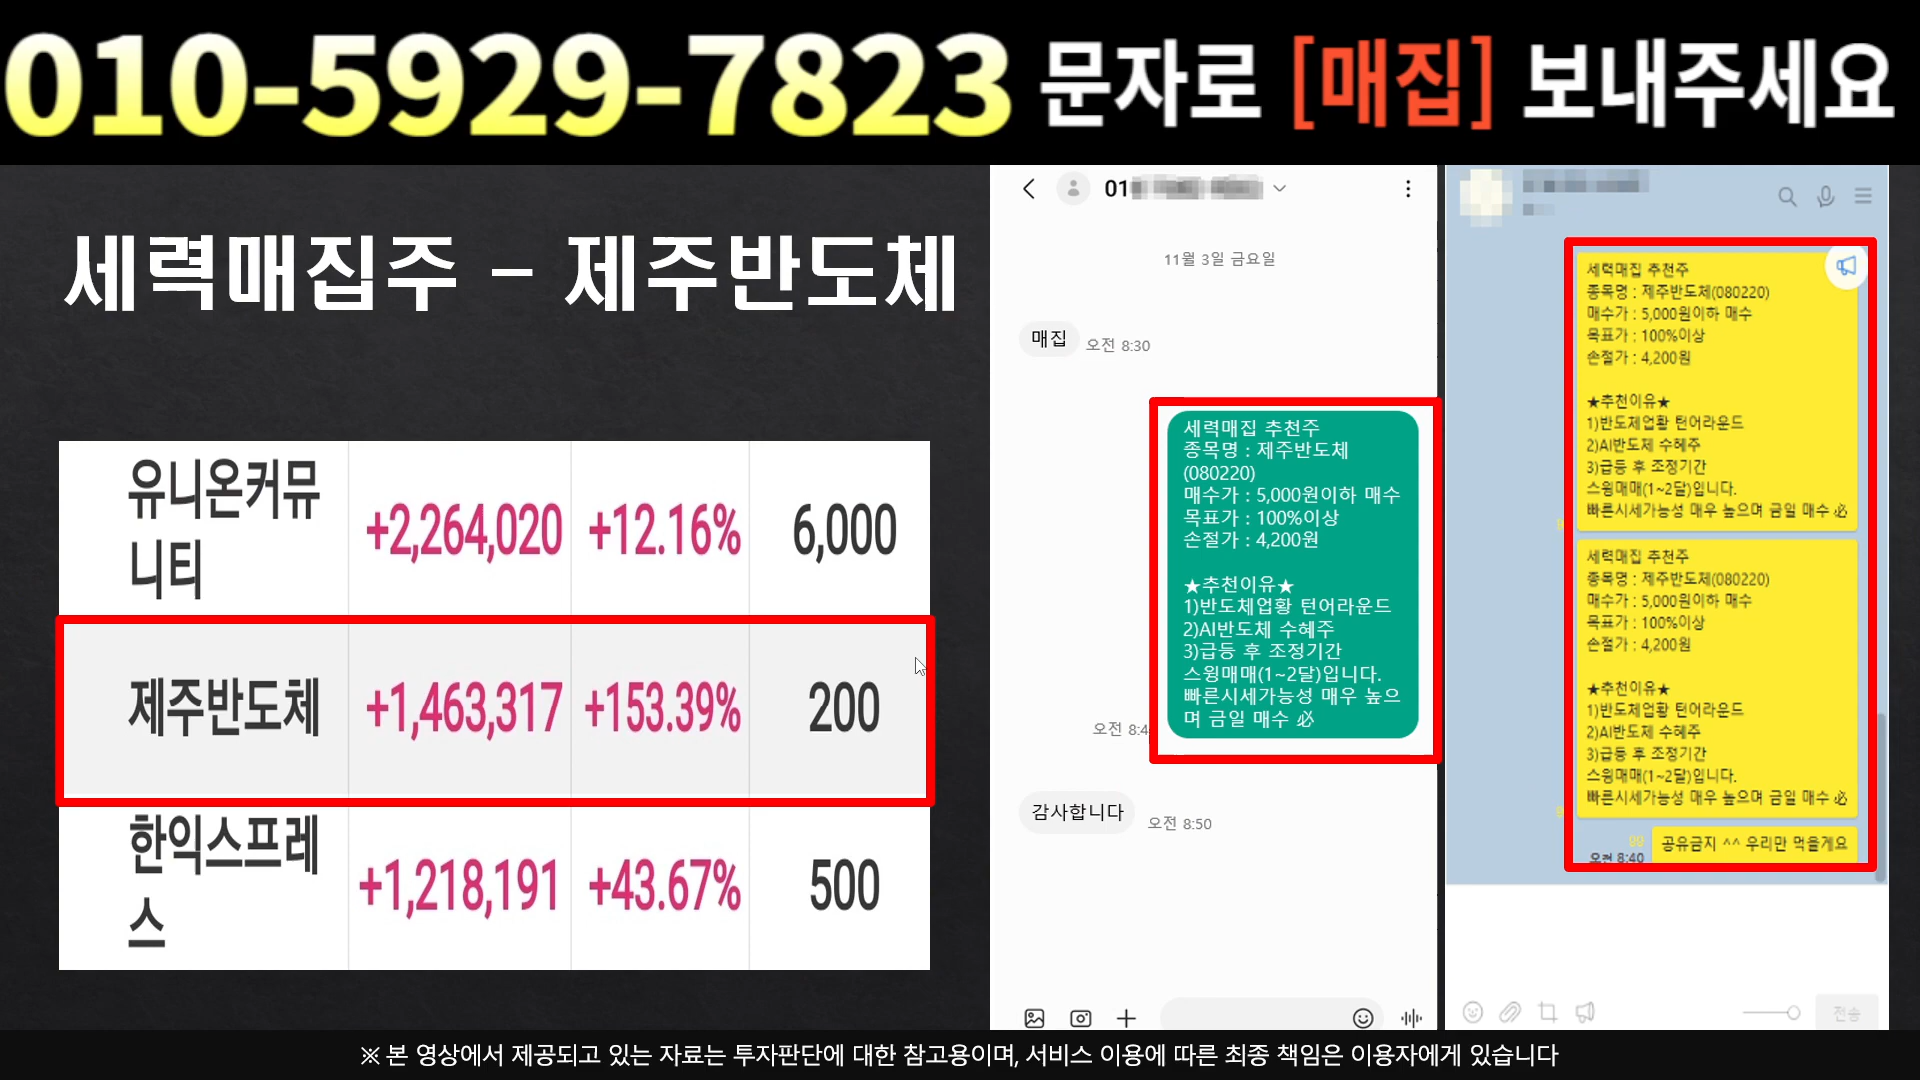 010-5929-7823 문자로 [매집] 보내주세요
세력매집주 - 제주반도체
유니온커뮤
니티
+2,264,020
+12.16%
6,000
제주반도체
+1,463,317
+153.39%
200
한익스프레
스
+1,218,191
+43.67%
500
01
11월 3일 금요일
매집
오전 8:30
세력매집 추천주
종목명 : 제주반도체
(080220)
매수가 : 5,000원이하 매수
목표가 : 100%이상
손절가 : 4,200원
★추천이유★
1)반도체업황 턴어라운드
2)AI반도체 수혜주
3)급등 후 조정기간
스윙매매(1~2달)입니다.
빠른시세가능성 매우 높으
며 금일 매수 必
오전 8:4
감사합니다
오전 8:50
세력매집 추천주
종목명 : 제주반도체(080220)
매수가 : 5,000원이하 매수
목표가 : 100%이상
손절가 : 4,200원
★추천이유★
1)반도체업황 턴어라운드
2)AI반도체 수혜주
3)급등 후 조정기간
스윙매매(1~2달)입니다.
빠른시세가능성 매우 높으며 금일 매수 必
세력매집 추천주
종목명 : 제주반도체(080220)
매수가 : 5,000원이하 매수
목표가 : 100%이상
손절가 : 4,200원
★추천이유★
1)반도체업황 턴어라운드
2)AI반도체 수혜주
3)급등 후 조정기간
스윙매매(1~2달)입니다.
빠른시세가능성 매우 높으며 금일 매수 必
오전 8:40
공유금지 ^^ 우리만 먹을게요
전송
※ 본 영상에서 제공되고 있는 자료는 투자판단에 대한 참고용이며, 서비스 이용에 따른 최종 책임은 이용자에게 있습니다